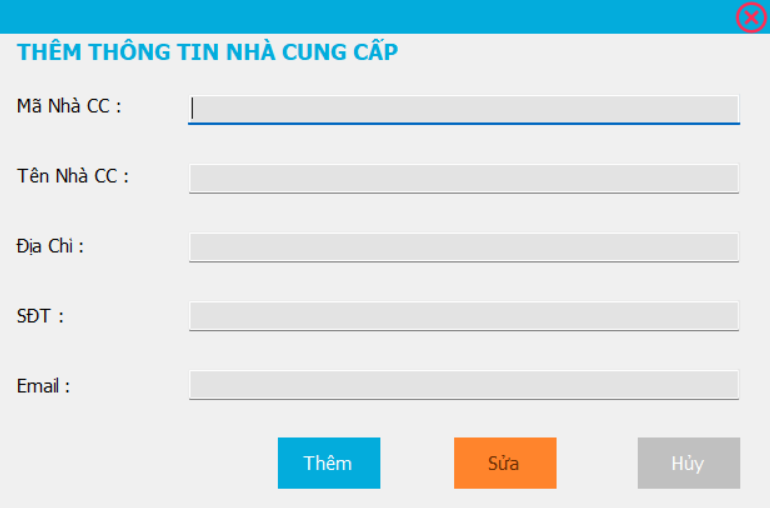 THÊM THÔNG TIN NHÀ CUNG CẤP
Mã Nhà CC :
Tên Nhà CC :
Địa Chỉ :
SĐT :
Email :
Thêm Sửa Hủy